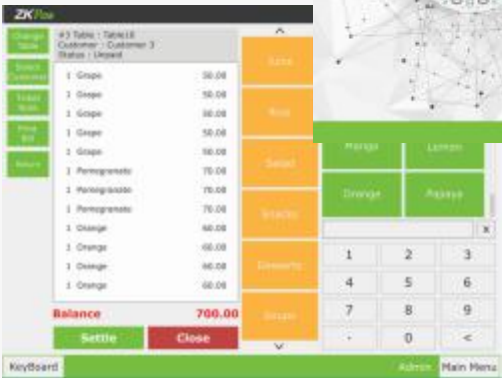 ZKPos
Change Table
#3 Table : Table10
Customer : Customer 3
Status : Unpaid
Select Customer
Ticket Note
Print Bill
Return
1 Grape 50.00
1 Grape 50.00
1 Grape 50.00
1 Grape 50.00
1 Grape 50.00
1 Pomegranate 70.00
1 Pomegranate 70.00
1 Pomegranate 70.00
1 Orange 60.00
1 Orange 60.00
1 Orange 60.00
1 Orange 60.00
Juice
Rice
Salad
Snacks
Desserts
Mango
Lemon
Orange
Papaya
X
1 2 3
4 5 6
7 8 9
. 0 <
Balance 700.00
Settle
Close
KeyBoard
Admin
Main Menu